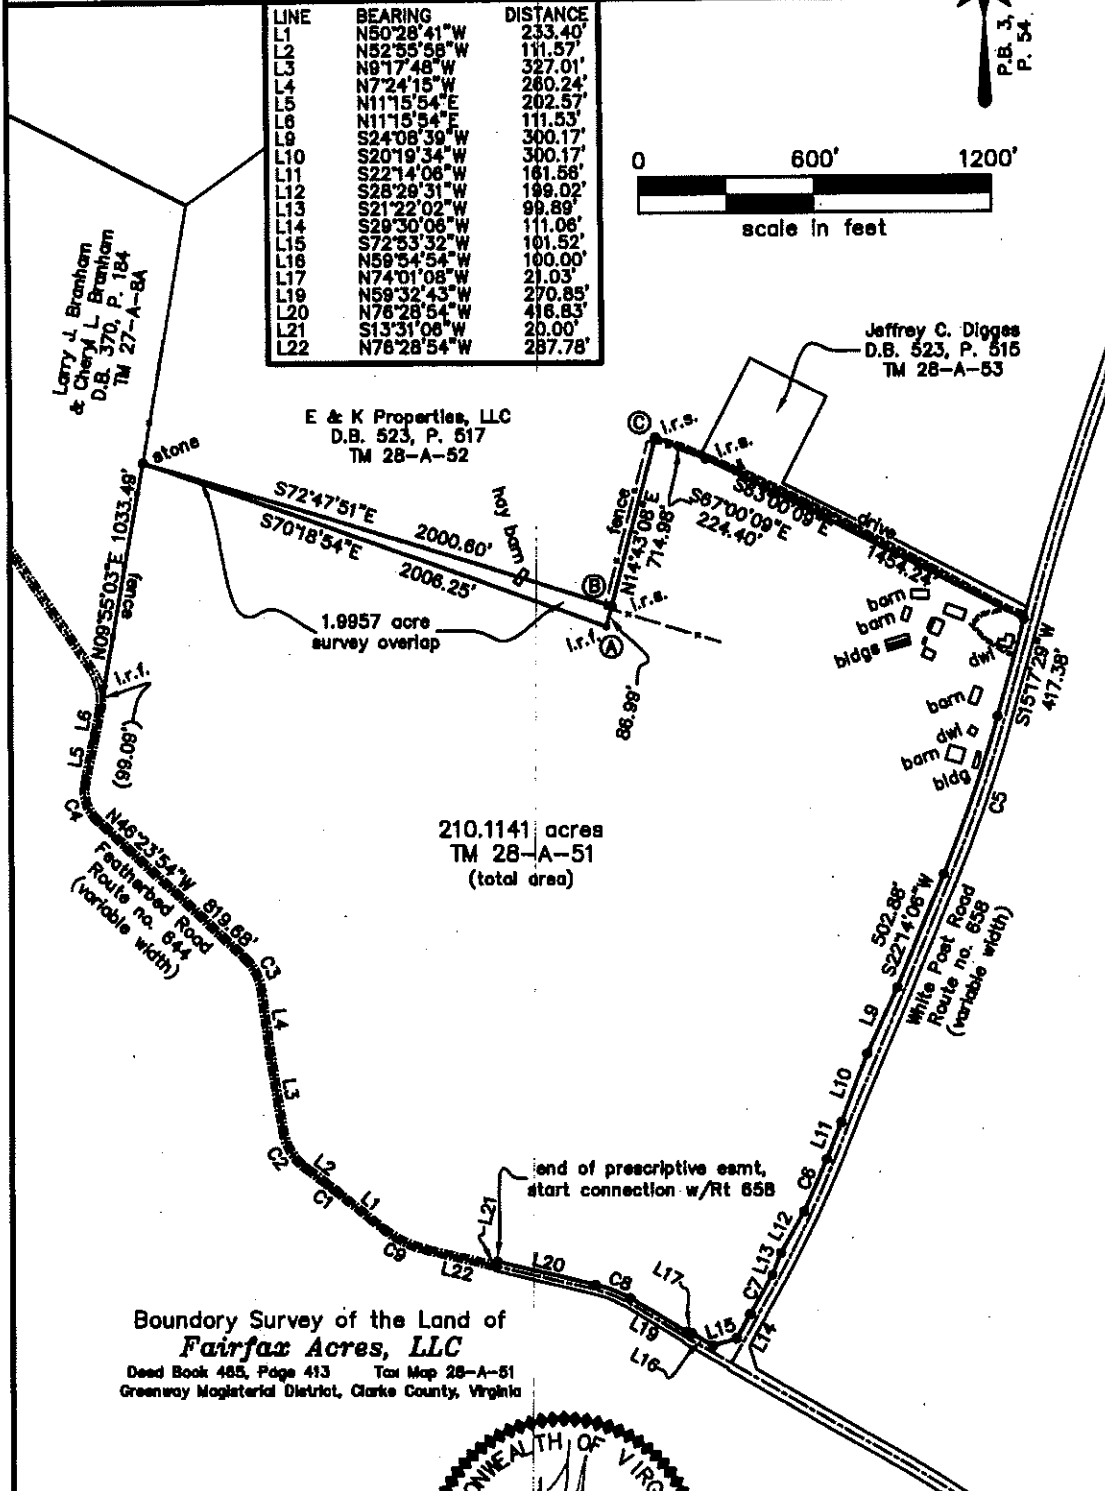 LINE BEARING DISTANCE
L1 N50°28'41"W 233.40'
L2 N52°55'58"W 111.57'
L3 N9°17'48"W 327.01'
L4 N7°24'15"W 260.24'
L5 N11°15'54"E 202.57'
L6 N11°15'54"E 111.53'
L9 S24°08'39"W 300.17'
L10 S20°19'34"W 300.17'
L11 S22°14'06"W 161.56'
L12 S28°29'31"W 199.02'
L13 S21°22'02"W 99.89'
L14 S29°30'06"W 111.06'
L15 S72°53'32"W 101.52'
L16 N59°54'54"W 100.00'
L17 N74°01'08"W 21.03'
L19 N59°32'43"W 270.85'
L20 N76°28'54"W 416.83'
L21 S13°31'06"W 20.00'
L22 N76°28'54"W 287.78'
P.B. 3,
P. 54
0 600' 1200'
scale in feet
Larry J. Branham
& Cheryl L. Branham
D.B. 370, P. 184
TM 27-A-8A
Jeffrey C. Digges
D.B. 523, P. 515
TM 28-A-53
E & K Properties, LLC
D.B. 523, P. 517
TM 28-A-52
stone
C i.r.s.
i.r.s.
S72°47'51"E 2000.60'
S70°18'54"E 2006.25'
hay barn
fence
N14°43'08"E
714.98'
S67°00'09"E
224.40'
S63°00'09"E
1454.24'
drive
N09°55'03"E 1033.49'
fence
B i.r.s.
i.r.f. A
86.99'
1.9957 acre
survey overlap
barn
barn
bldgs
dwl
S15°17'29"W
417.38'
barn
dwl
barn
bldg
C5
i.r.f.
L6
L5
(99.09')
C4
N46°23'54"W 819.68'
Featherbed Road
Route no. 644
(variable width)
210.1141 acres
TM 28-A-51
(total area)
502.88'
S22°14'06"W
White Post Road
Route no. 658
(variable width)
C3
L4
L3
C2
L2
C1
L1
C9
L22
L21
end of prescriptive esmt,
start connection w/Rt 658
L20
C8
L17
L19
L16
L15
L14
C7
L13
L12
C6
L11
L10
L9
Boundary Survey of the Land of
Fairfax Acres, LLC
Deed Book 465, Page 413 Tax Map 28-A-51
Greenway Magisterial District, Clarke County, Virginia
ONWEALTH OF VIRG